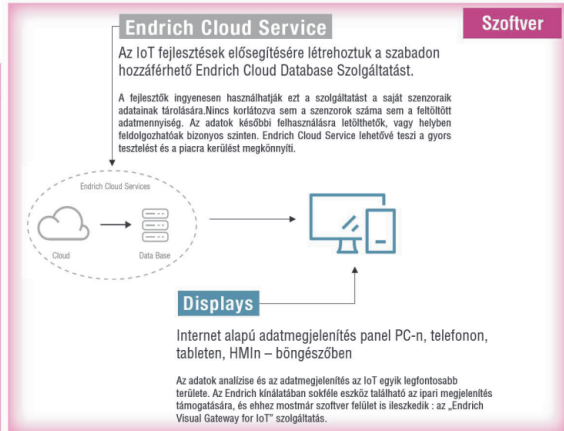 Endrich Cloud Service
Szoftver
Az IoT fejlesztések elősegítésére létrehoztuk a szabadon
hozzáférhető Endrich Cloud Database Szolgáltatást.
A fejlesztők ingyenesen használhatják ezt a szolgáltatást a saját szenzoraik
adatainak tárolására.Nincs korlátozva sem a szenzorok száma sem a feltöltött
adatmennyiség. Az adatok későbbi felhasználásra letölthetők, vagy helyben
feldolgozhatóak bizonyos szinten. Endrich Cloud Service lehetővé teszi a gyors
tesztelést és a piacra kerülést megkönnyíti.
Endrich Cloud Services
Cloud
Data Base
Displays
Internet alapú adatmegjelenítés panel PC-n, telefonon,
tableten, HMIn – böngészőben
Az adatok analízise és az adatmegjelenítés az IoT egyik legfontosabb
területe. Az Endrich kínálatában sokféle eszköz található az ipari megjelenítés
támogatására, és ehhez mostmár szoftver felület is ileszkedik : az „Endrich
Visual Gateway for IoT" szolgáltatás.